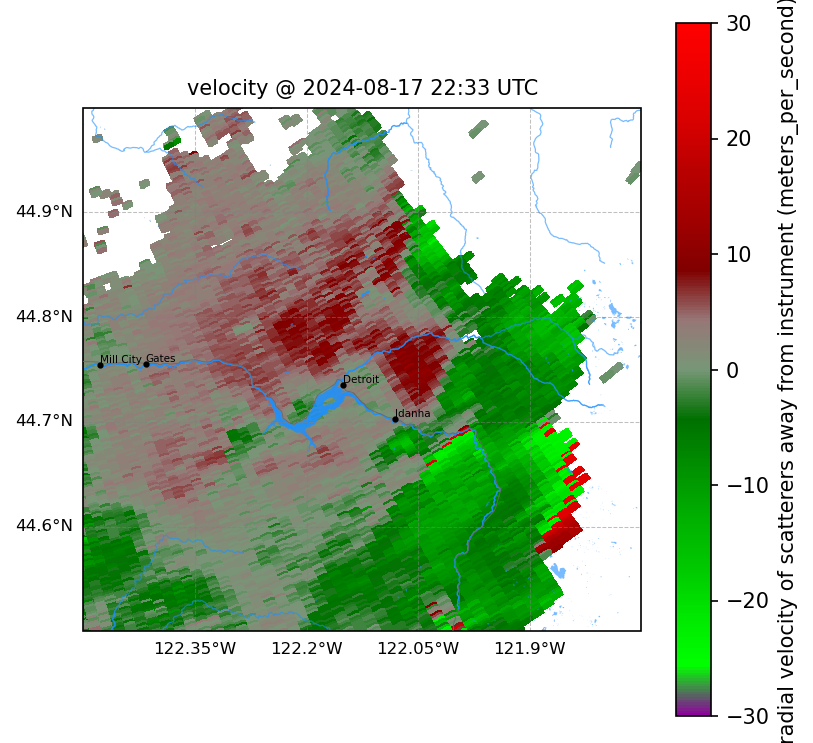 velocity @ 2024-08-17 22:33 UTC
44.9°N
44.8°N
44.7°N
44.6°N
122.35°W
122.2°W
122.05°W
121.9°W
Mill City
Gates
Detroit
Idanha
30
20
10
0
−10
−20
−30
radial velocity of scatterers away from instrument (meters_per_second)